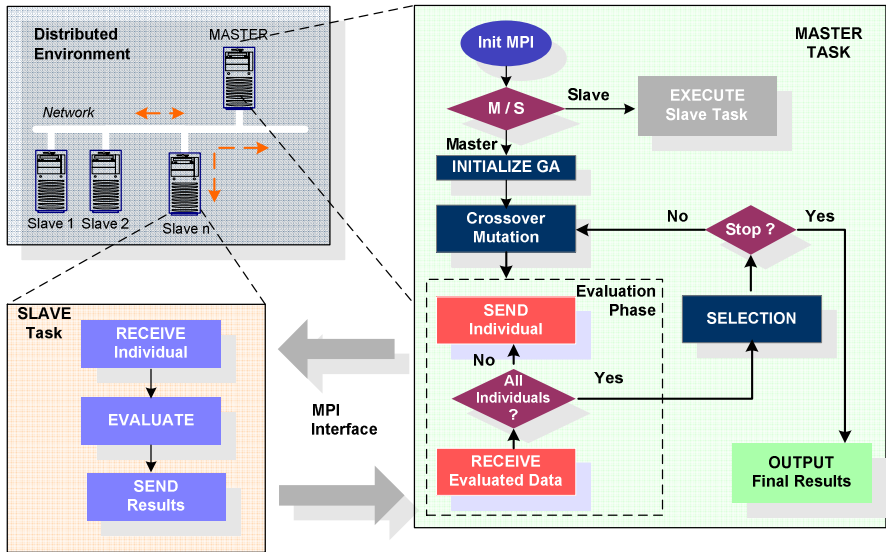 Distributed
Environment
MASTER
Network
Slave 1
Slave 2
Slave n
MASTER
TASK
Init MPI
M / S
Slave
EXECUTE
Slave Task
Master
INITIALIZE GA
Crossover
Mutation
No
Stop ?
Yes
Evaluation
Phase
SEND
Individual
SELECTION
No
All
Individuals
?
Yes
RECEIVE
Evaluated Data
OUTPUT
Final Results
SLAVE
Task
RECEIVE
Individual
EVALUATE
SEND
Results
MPI
Interface